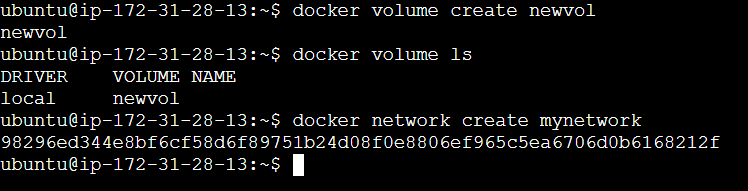 ubuntu@ip-172-31-28-13:~$ docker volume create newvol
newvol
ubuntu@ip-172-31-28-13:~$ docker volume ls
DRIVER    VOLUME NAME
local     newvol
ubuntu@ip-172-31-28-13:~$ docker network create mynetwork
98296ed344e8bf6cf58d6f89751b24d08f0e8806ef965c5ea6706d0b6168212f
ubuntu@ip-172-31-28-13:~$